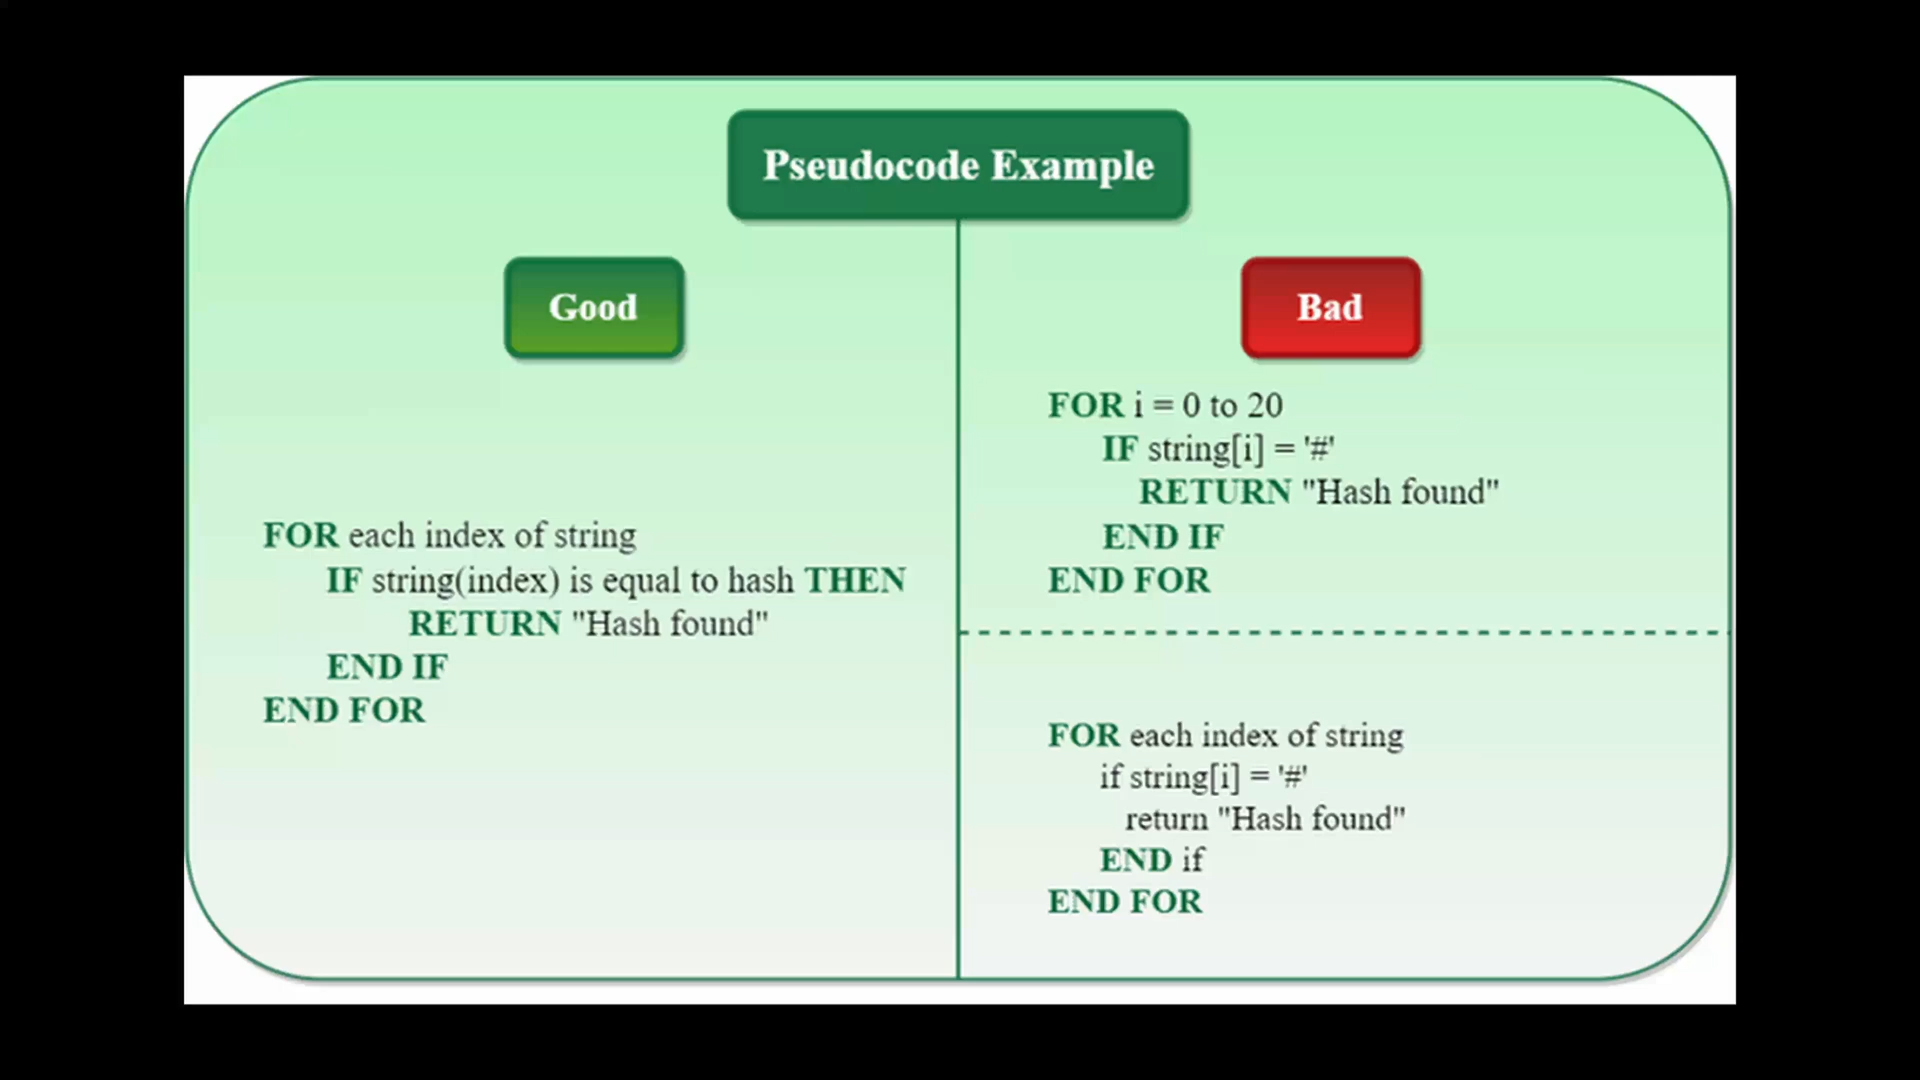 Pseudocode Example
Good
FOR each index of string
IF string(index) is equal to hash THEN
RETURN "Hash found"
END IF
END FOR
Bad
FOR i = 0 to 20
IF string[i] = '#'
RETURN "Hash found"
END IF
END FOR
FOR each index of string
if string[i] = '#'
return "Hash found"
END if
END FOR